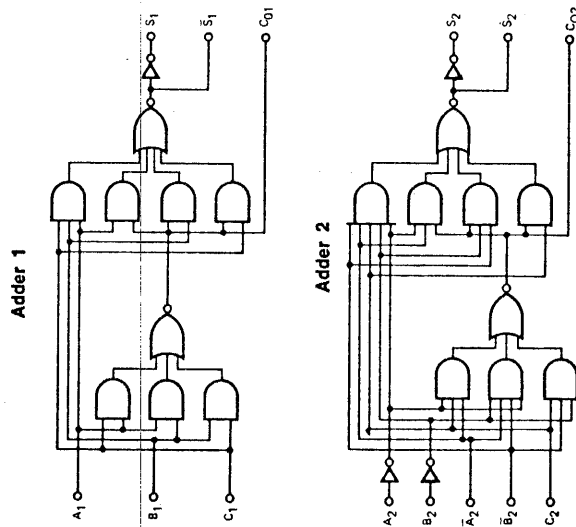 Adder 1
A₁
B₁
C₁
S₁
S̄₁
C₀₁
Adder 2
A₂
B₂
Ā₂
B̄₂
C₂
S₂
S̄₂
C₀₂